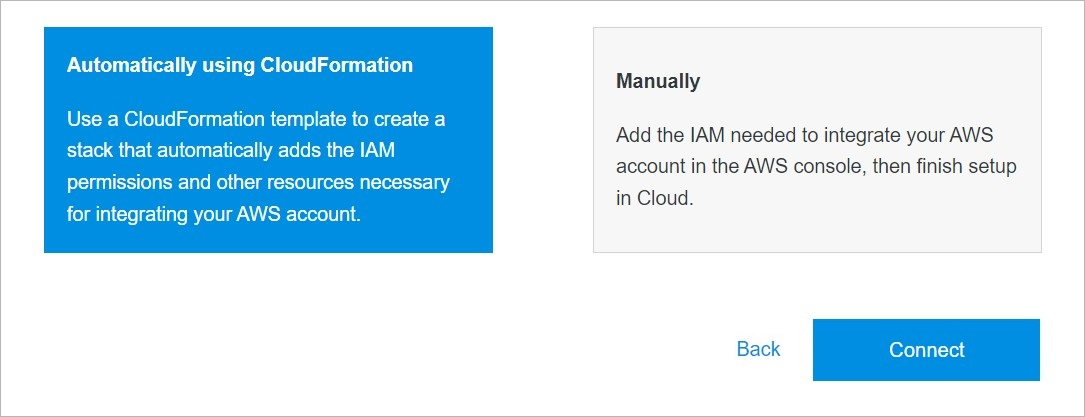 Automatically using CloudFormation
Use a CloudFormation template to create a
stack that automatically adds the IAM
permissions and other resources necessary
for integrating your AWS account.
Manually
Add the IAM needed to integrate your AWS
account in the AWS console, then finish setup
in Cloud.
Back
Connect